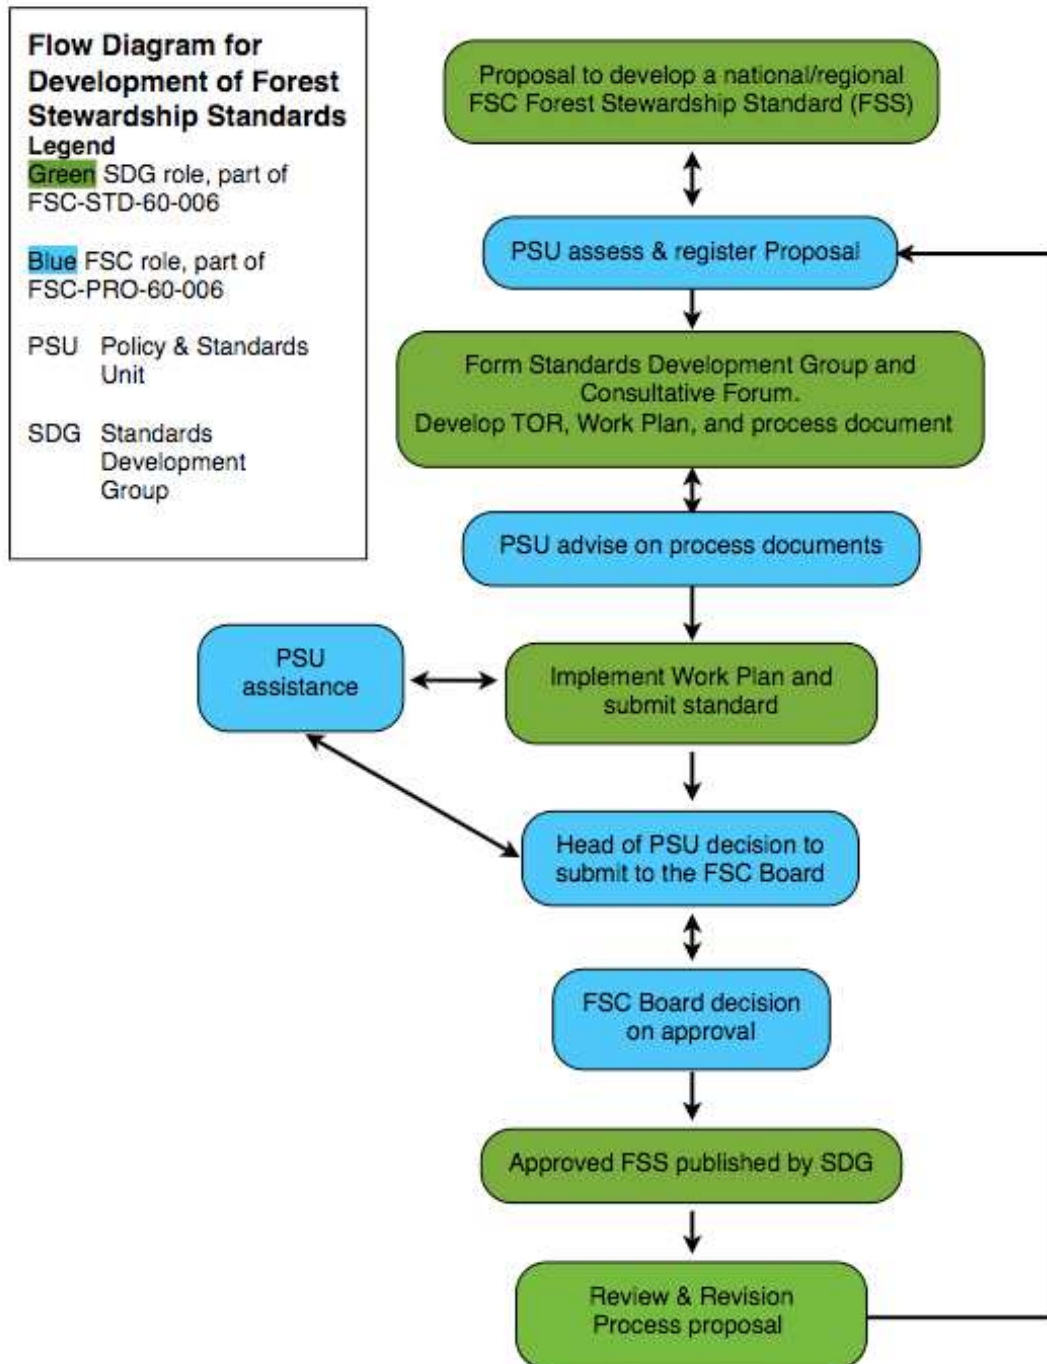 Flow Diagram for
Development of Forest
Stewardship Standards
Legend
Green SDG role, part of
FSC-STD-60-006
Blue FSC role, part of
FSC-PRO-60-006
PSU Policy & Standards
Unit
SDG Standards
Development
Group
Proposal to develop a national/regional
FSC Forest Stewardship Standard (FSS)
PSU assess & register Proposal
Form Standards Development Group and
Consultative Forum.
Develop TOR, Work Plan, and process document
PSU advise on process documents
PSU
assistance
Implement Work Plan and
submit standard
Head of PSU decision to
submit to the FSC Board
FSC Board decision
on approval
Approved FSS published by SDG
Review & Revision
Process proposal